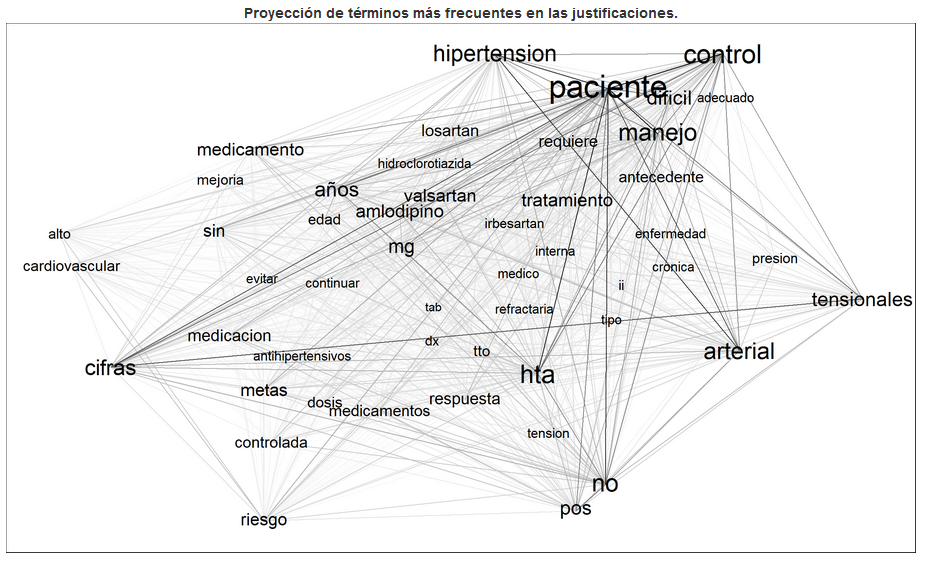 Proyección de términos más frecuentes en las justificaciones.
hipertension
control
paciente
dificil
adecuado
losartan
manejo
requiere
medicamento
hidroclorotiazida
mejoria
antecedente
años
valsartan
tratamiento
edad
amlodipino
irbesartan
sin
alto
enfermedad
mg
interna
presion
cardiovascular
cronica
medico
evitar
continuar
ii
tensionales
tab
refractaria
tipo
medicacion
dx
tto
arterial
antihipertensivos
cifras
hta
metas
dosis
medicamentos
respuesta
controlada
tension
no
pos
riesgo